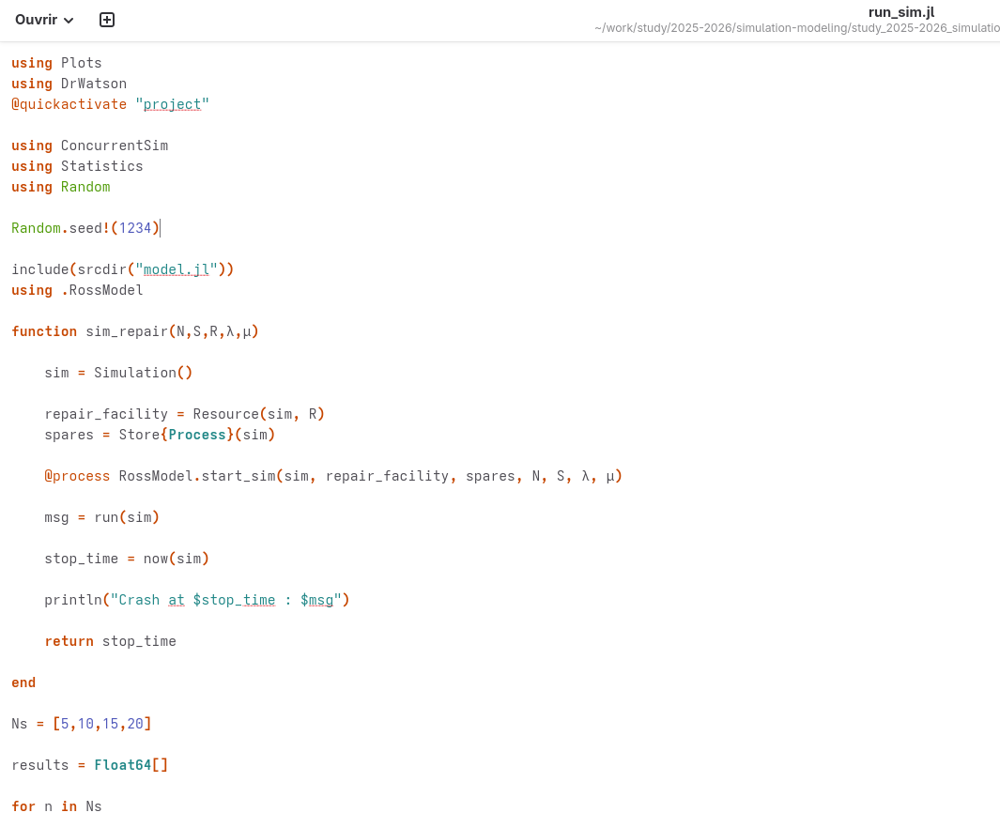 Ouvrir
run_sim.jl
~/work/study/2025-2026/simulation-modeling/study_2025-2026_simulatio
using Plots
using DrWatson
@quickactivate "project"
using ConcurrentSim
using Statistics
using Random
Random.seed!(1234)
include(srcdir("model.jl"))
using .RossModel
function sim_repair(N,S,R,λ,μ)
    sim = Simulation()
    repair_facility = Resource(sim, R)
    spares = Store{Process}(sim)
    @process RossModel.start_sim(sim, repair_facility, spares, N, S, λ, μ)
    msg = run(sim)
    stop_time = now(sim)
    println("Crash at $stop_time : $msg")
    return stop_time
end
Ns = [5,10,15,20]
results = Float64[]
for n in Ns